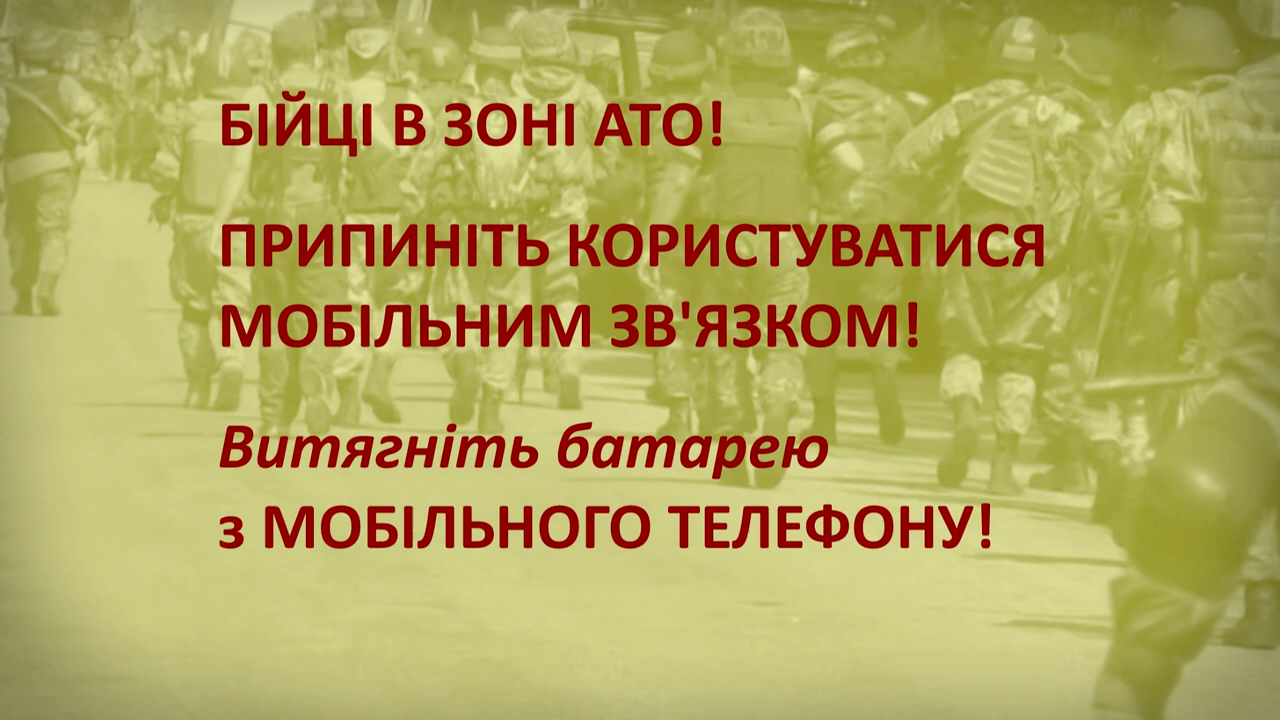 БІЙЦІ В ЗОНІ АТО!
ПРИПИНІТЬ КОРИСТУВАТИСЯ
МОБІЛЬНИМ ЗВ'ЯЗКОМ!
Витягніть батарею
з МОБІЛЬНОГО ТЕЛЕФОНУ!